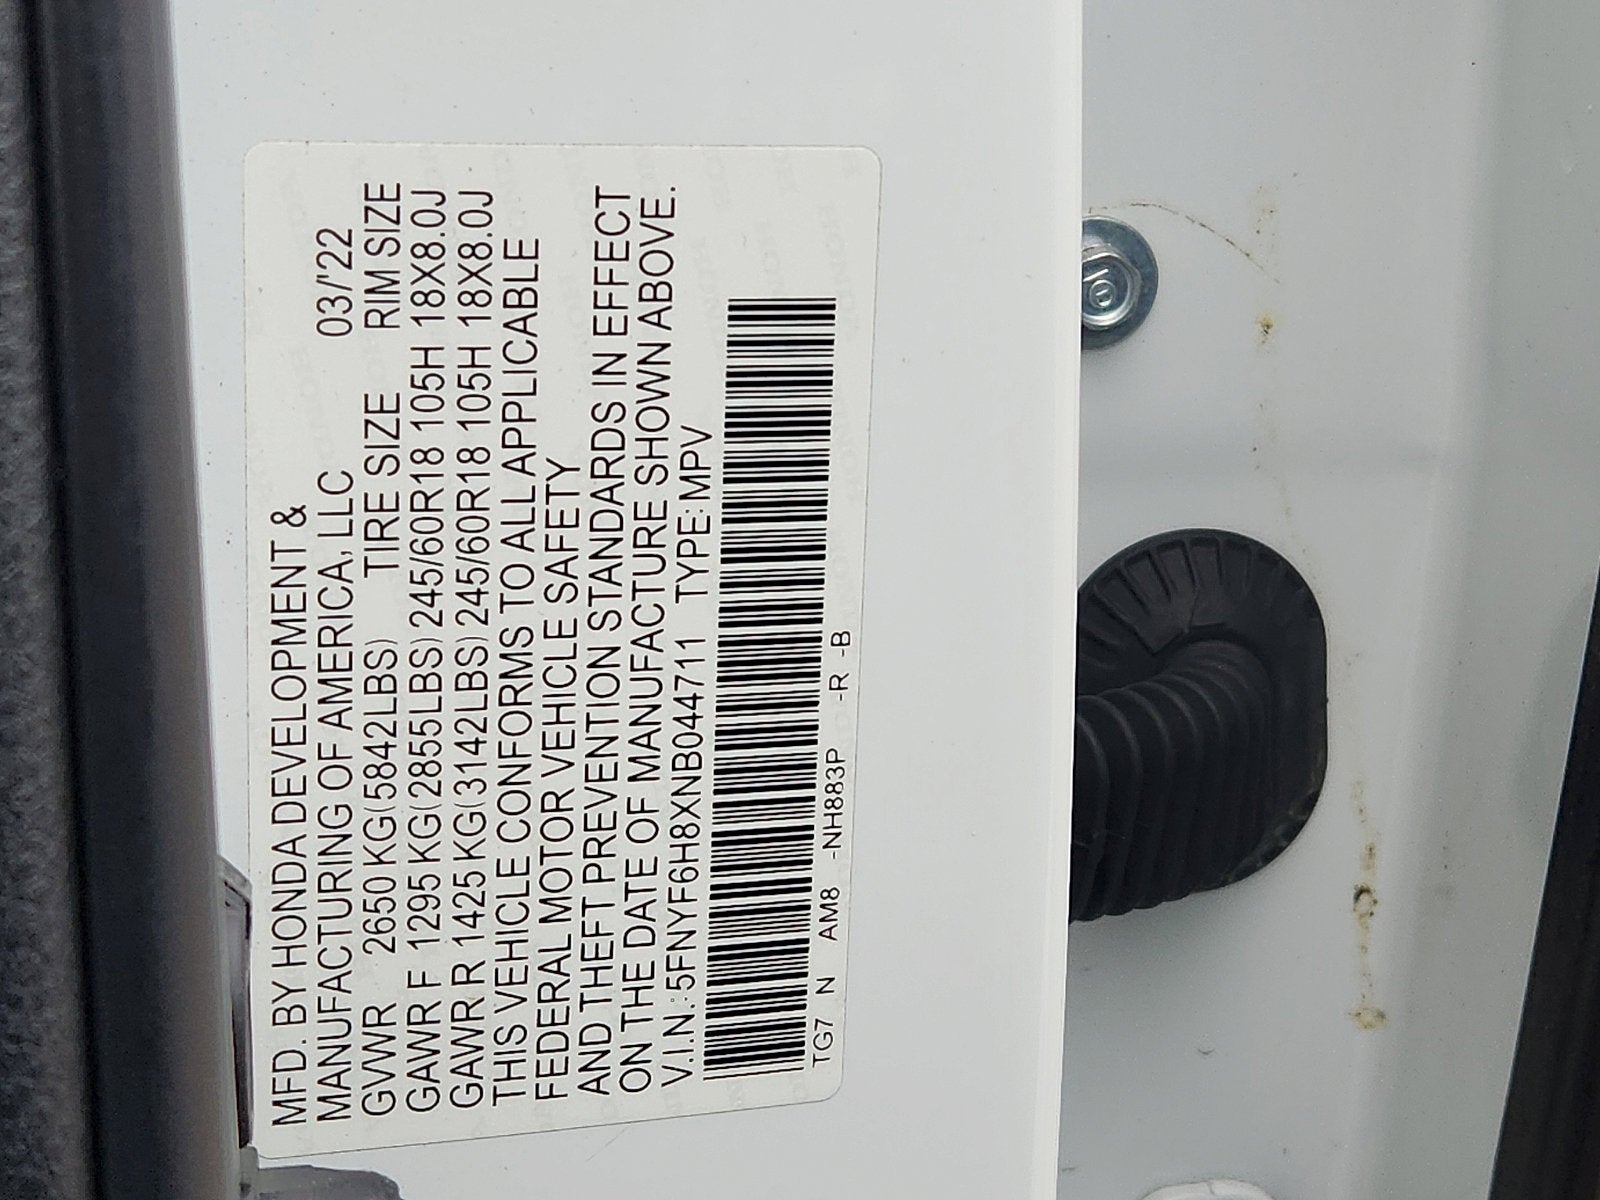 MFD. BY HONDA DEVELOPMENT &
MANUFACTURING OF AMERICA, LLC 03/'22
GVWR 2650 KG(5842LBS) TIRE SIZE RIM SIZE
GAWR F 1295 KG(2855LBS) 245/60R18 105H 18X8.0J
GAWR R 1425 KG(3142LBS) 245/60R18 105H 18X8.0J
THIS VEHICLE CONFORMS TO ALL APPLICABLE
FEDERAL MOTOR VEHICLE SAFETY
AND THEFT PREVENTION STANDARDS IN EFFECT
ON THE DATE OF MANUFACTURE SHOWN ABOVE.
V.I.N.:5FNYF6H8XNB044711 TYPE:MPV
TG7 N AM8 -NH883P -R -B